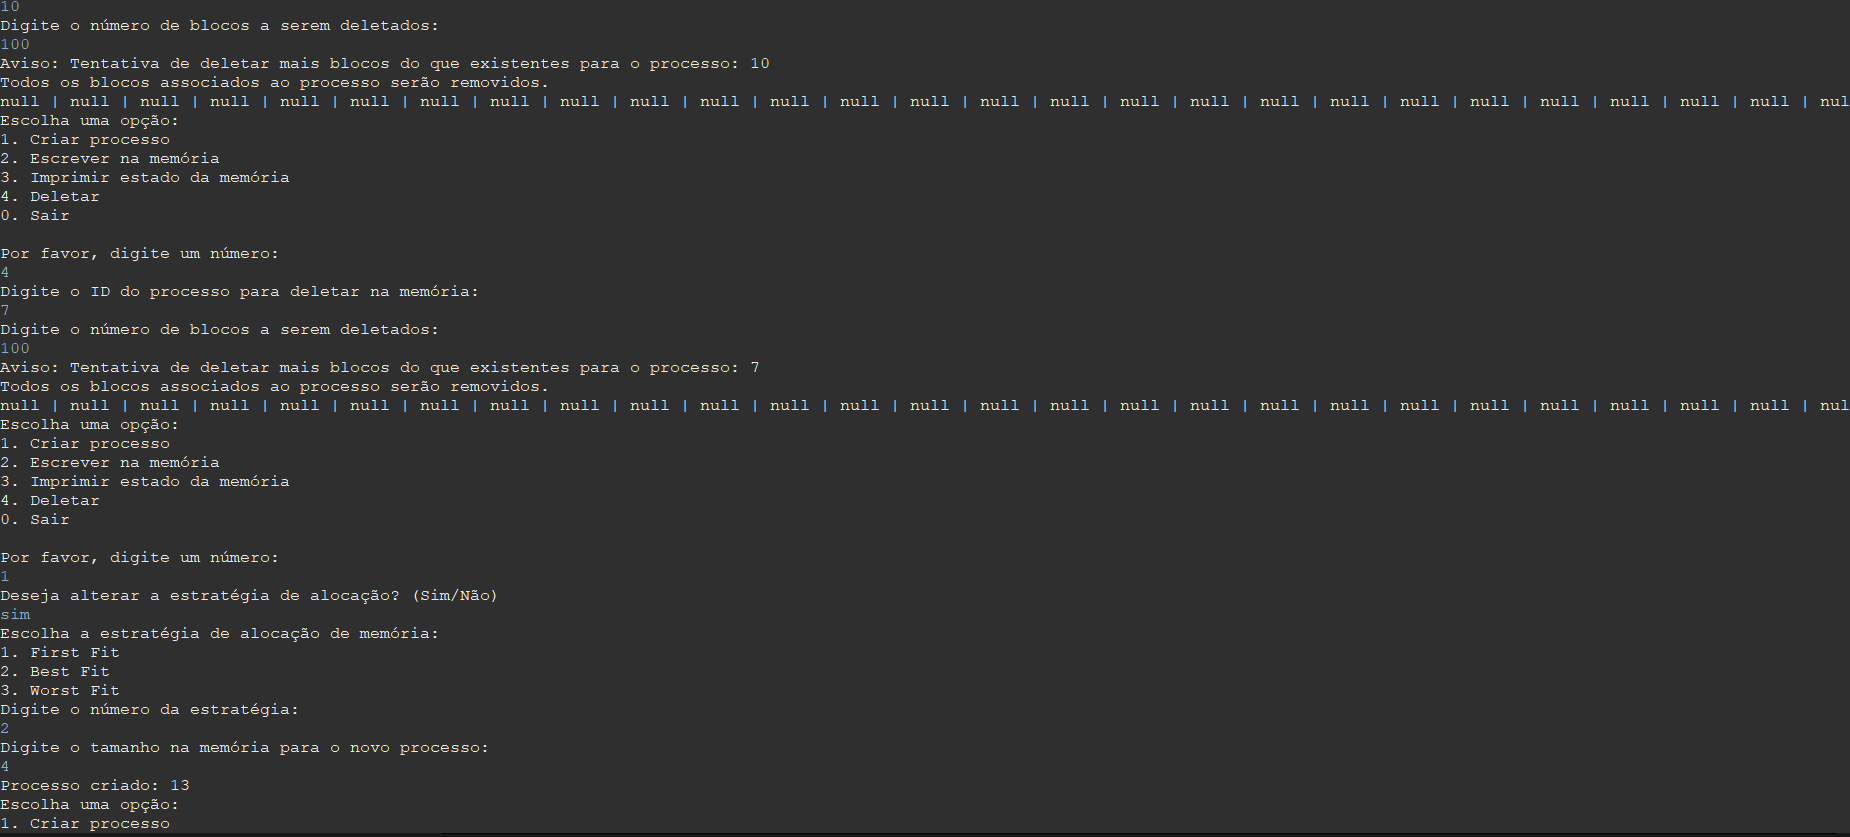 10
Digite o número de blocos a serem deletados:
100
Aviso: Tentativa de deletar mais blocos do que existentes para o processo: 10
Todos os blocos associados ao processo serão removidos.
null | null | null | null | null | null | null | null | null | null | null | null | null | null | null | null | null | null | null | null | null | null | null | null | null | null | nul
Escolha uma opção:
1. Criar processo
2. Escrever na memória
3. Imprimir estado da memória
4. Deletar
0. Sair
Por favor, digite um número:
4
Digite o ID do processo para deletar na memória:
7
Digite o número de blocos a serem deletados:
100
Aviso: Tentativa de deletar mais blocos do que existentes para o processo: 7
Todos os blocos associados ao processo serão removidos.
null | null | null | null | null | null | null | null | null | null | null | null | null | null | null | null | null | null | null | null | null | null | null | null | null | null | nul
Escolha uma opção:
1. Criar processo
2. Escrever na memória
3. Imprimir estado da memória
4. Deletar
0. Sair
Por favor, digite um número:
1
Deseja alterar a estratégia de alocação? (Sim/Não)
sim
Escolha a estratégia de alocação de memória:
1. First Fit
2. Best Fit
3. Worst Fit
Digite o número da estratégia:
2
Digite o tamanho na memória para o novo processo:
4
Processo criado: 13
Escolha uma opção:
1. Criar processo